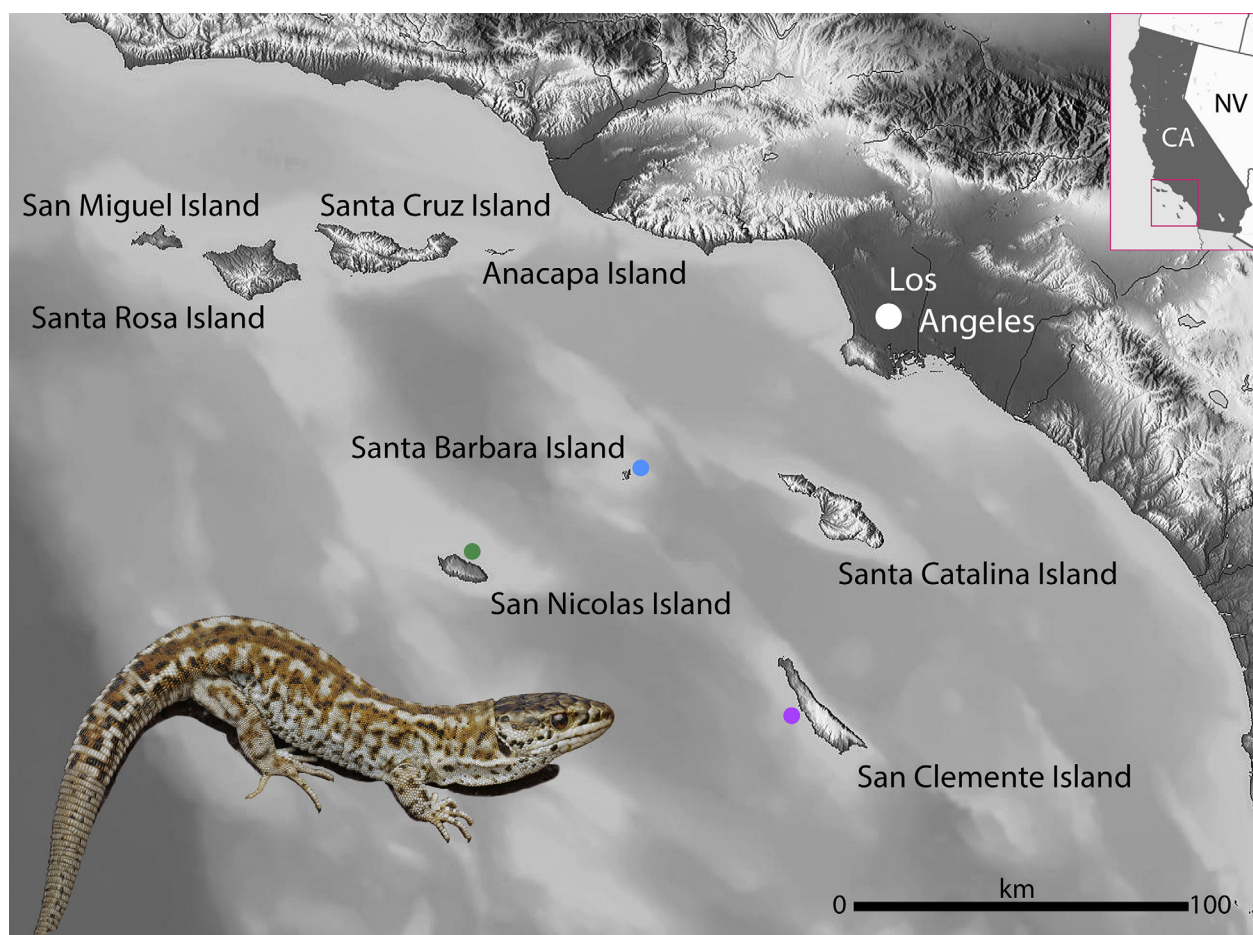 NV
CA
San Miguel Island
Santa Cruz Island
Anacapa Island
Santa Rosa Island
Los
Angeles
Santa Barbara Island
Santa Catalina Island
San Nicolas Island
San Clemente Island
km
0
100